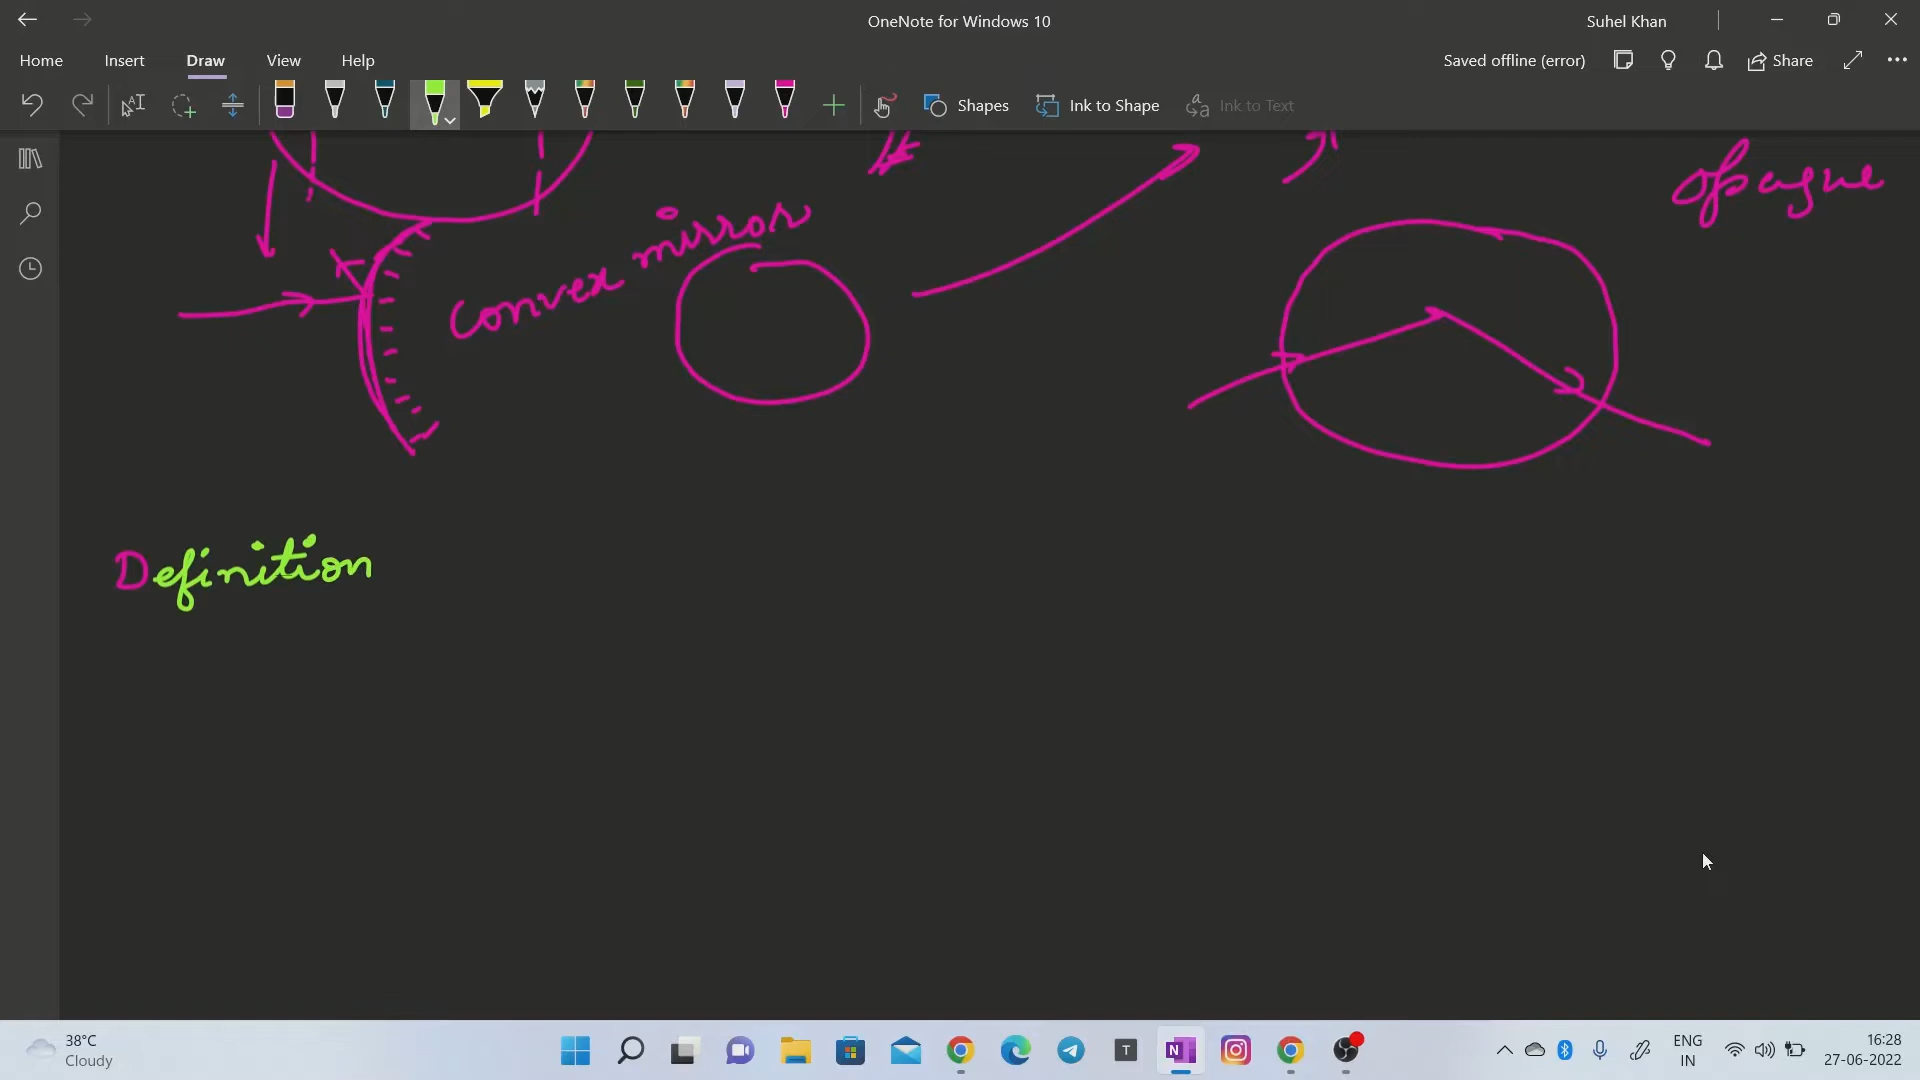 OneNote for Windows 10
Suhel Khan
Home Insert Draw View Help
Saved offline (error)
Share
Shapes
Ink to Shape
Ink to Text
opague
convex mirror
Definition
38°C
Cloudy
ENG
IN
16:28
27-06-2022